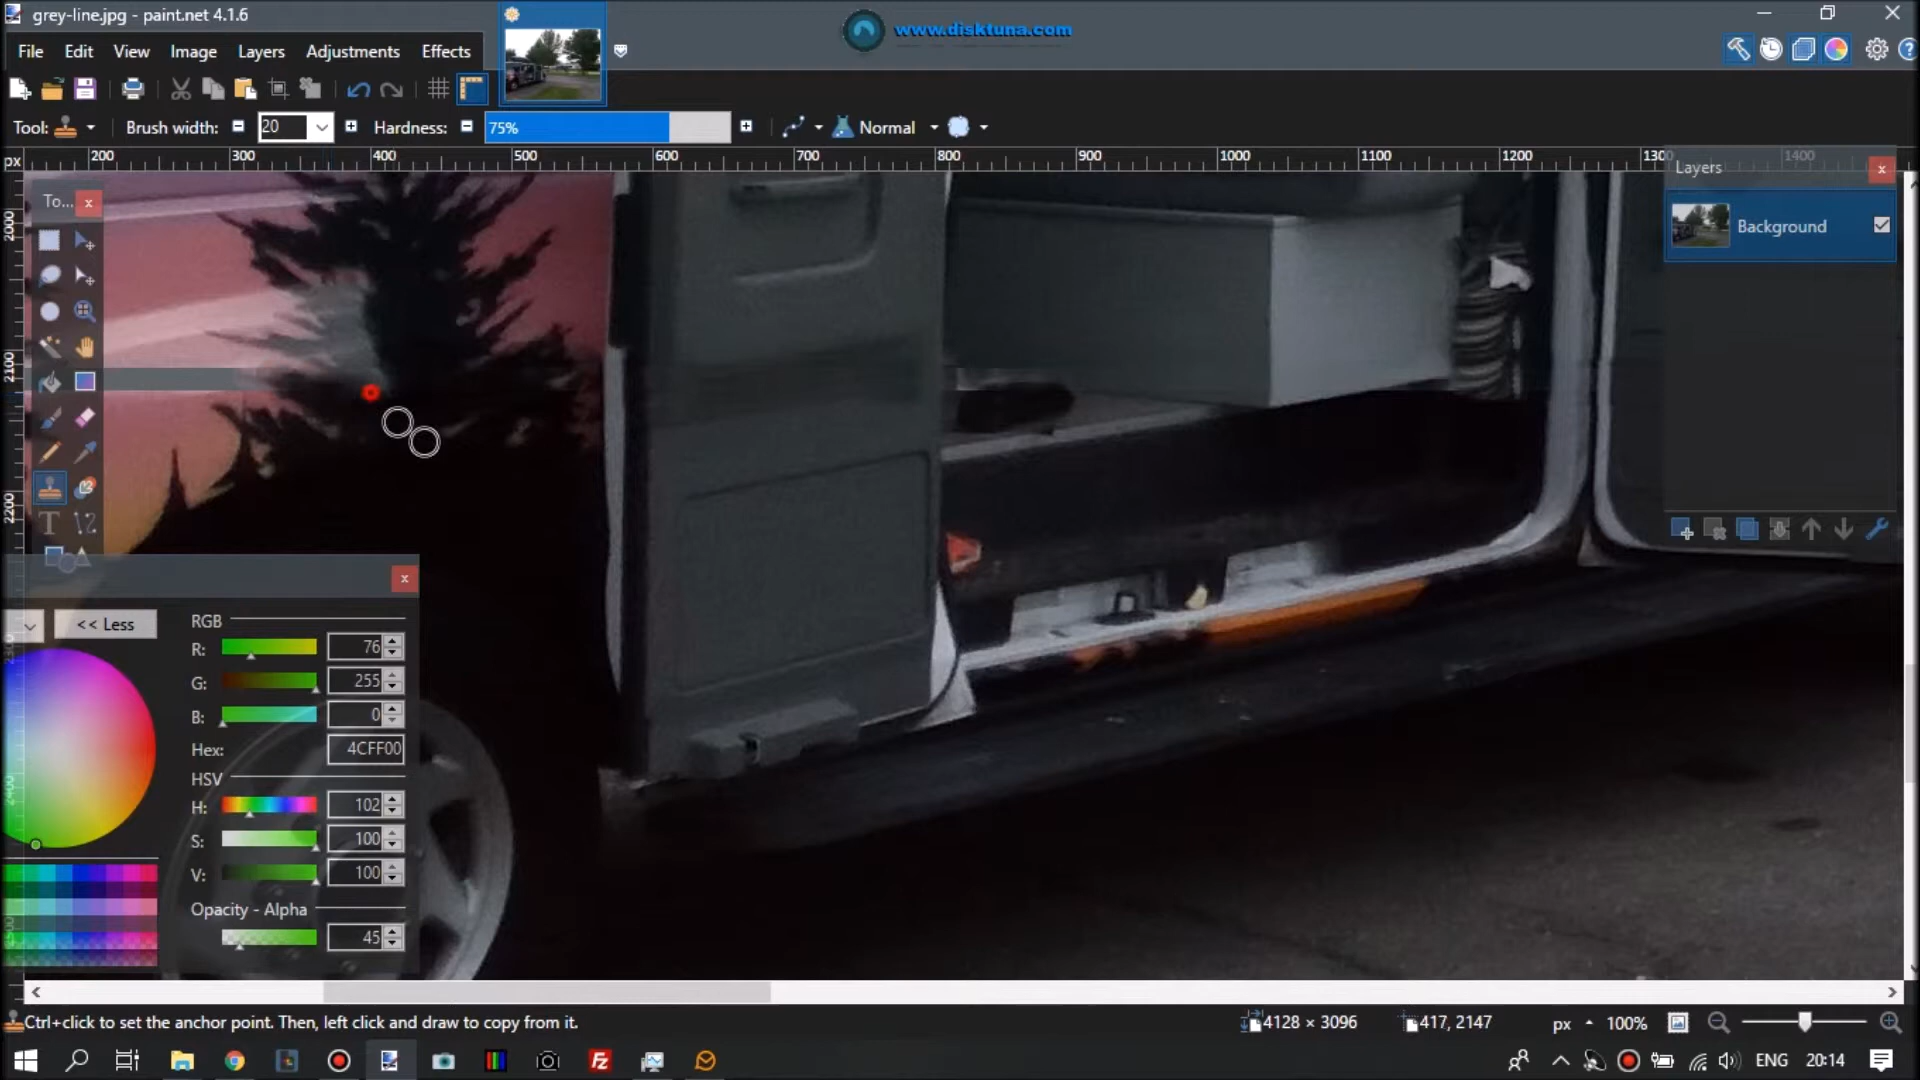 grey-line.jpg - paint.net 4.1.6
www.disktuna.com
File Edit View Image Layers Adjustments Effects
Tool: Brush width: 20 Hardness: 75% Normal
px 200 300 400 500 600 700 800 900 1000 1100 1200 1300 1400
Layers
To...
2000
Background
2100
2200
<< Less
RGB
R: 76
G: 255
B: 0
Hex: 4CFF00
HSV
H: 102
S: 100
V: 100
Opacity - Alpha
45
Ctrl+click to set the anchor point. Then, left click and draw to copy from it.
4128 × 3096
417, 2147
px 100%
ENG 20:14